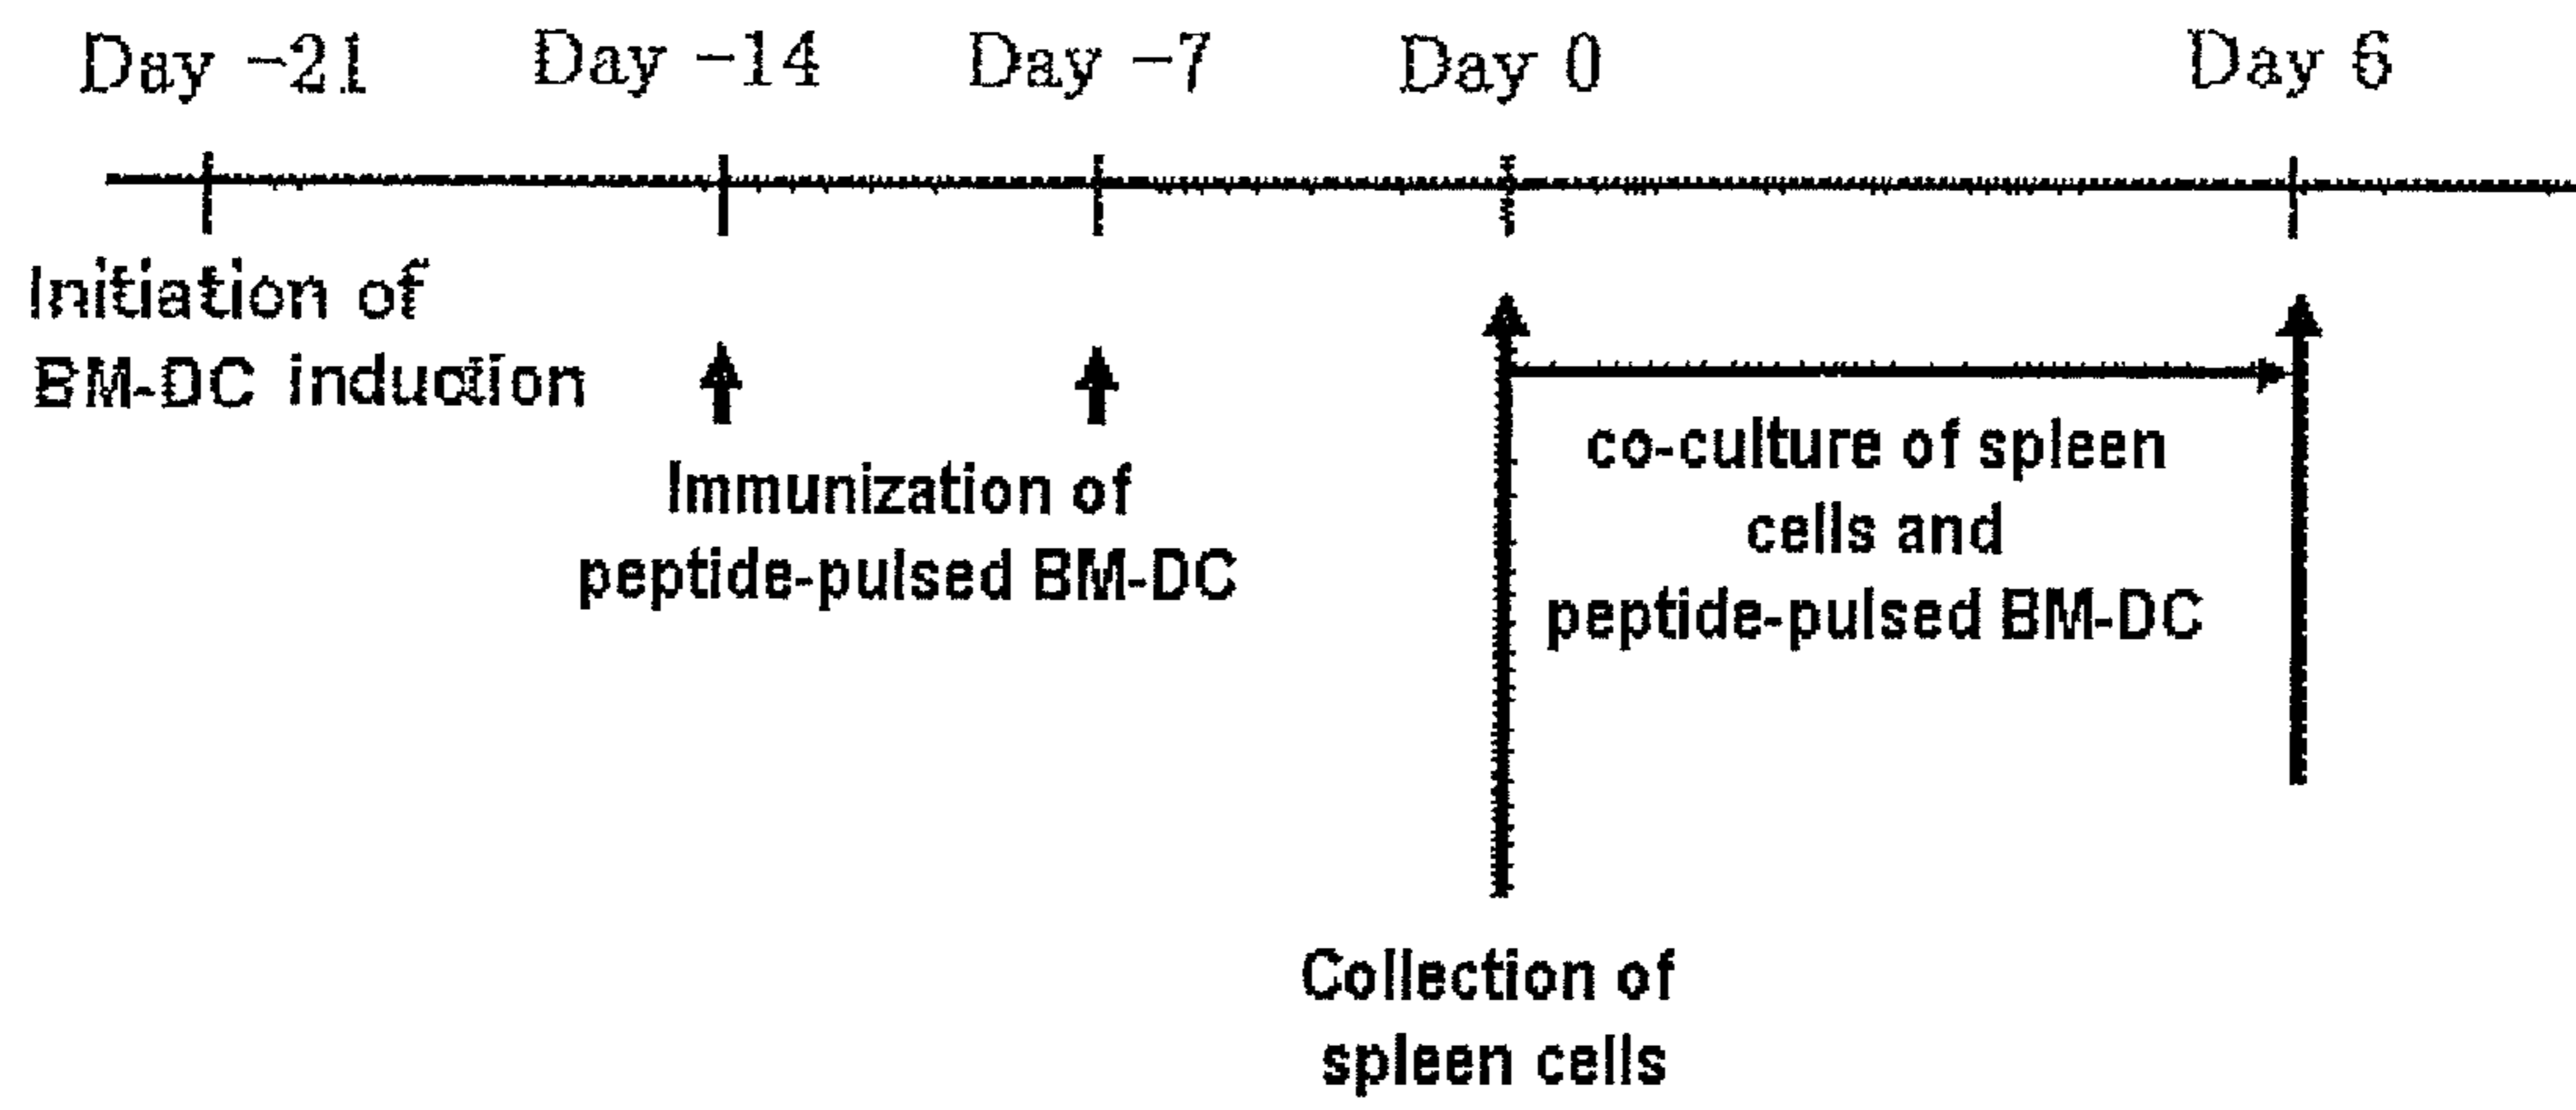 Day -21 Day -14 Day -7 Day 0 Day 6
Initiation of
BM-DC induction
Immunization of
peptide-pulsed BM-DC
co-culture of spleen
cells and
peptide-pulsed BM-DC
Collection of
spleen cells